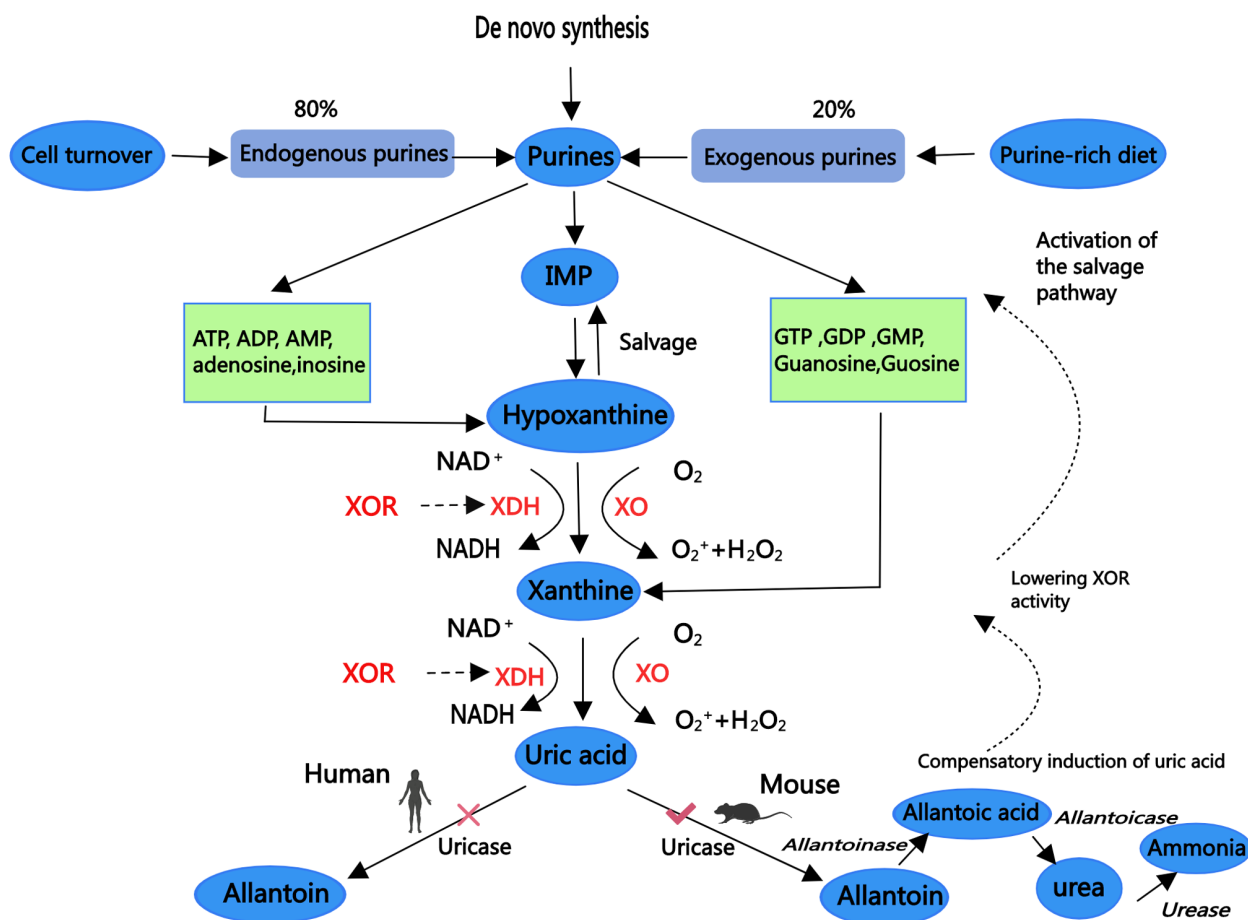 De novo synthesis
80%
20%
Cell turnover
Endogenous purines
Purines
Exogenous purines
Purine-rich diet
Activation of
the salvage
pathway
IMP
ATP, ADP, AMP,
adenosine,inosine
Salvage
GTP ,GDP ,GMP,
Guanosine,Guosine
Hypoxanthine
NAD⁺
O₂
XOR
XDH
XO
NADH
O₂⁺+H₂O₂
Xanthine
Lowering XOR
activity
NAD⁺
O₂
XOR
XDH
XO
NADH
O₂⁺+H₂O₂
Uric acid
Compensatory induction of uric acid
Human
Mouse
Uricase
Uricase
Allantoinase
Allantoic acid
Allantoicase
Ammonia
Allantoin
Allantoin
urea
Urease